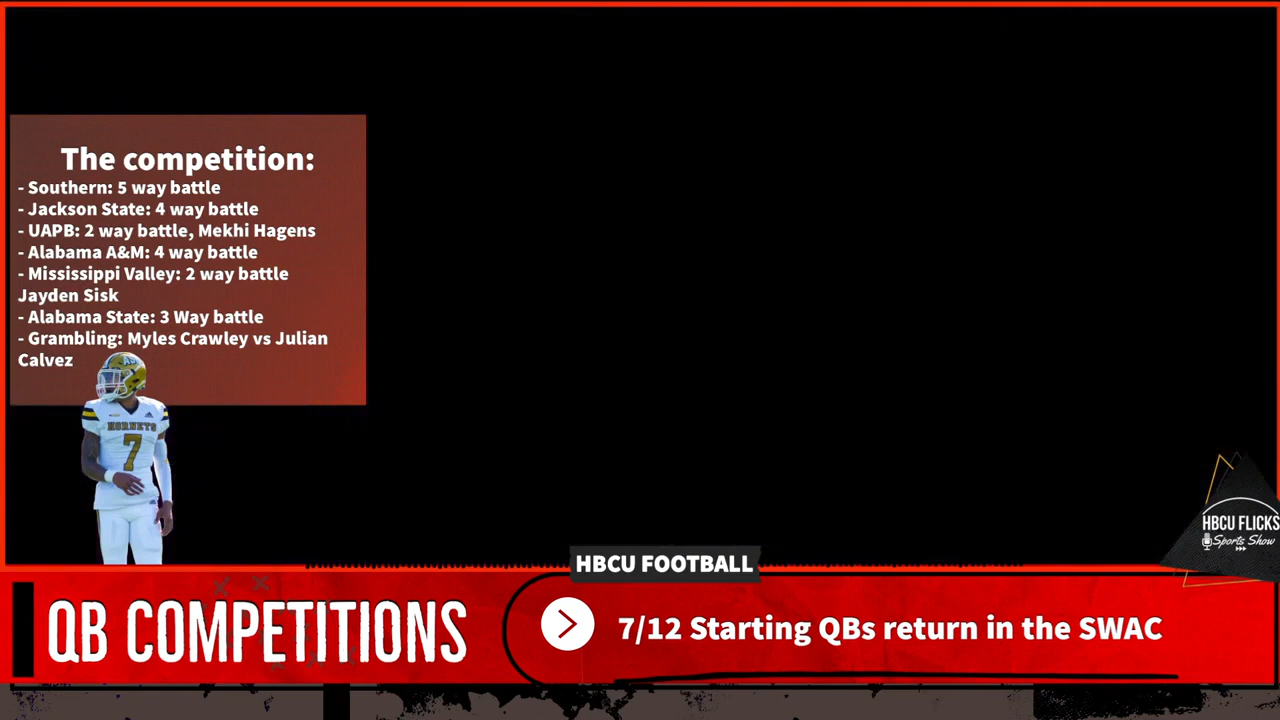 The competition:
- Southern: 5 way battle
- Jackson State: 4 way battle
- UAPB: 2 way battle, Mekhi Hagens
- Alabama A&M: 4 way battle
- Mississippi Valley: 2 way battle
Jayden Sisk
- Alabama State: 3 Way battle
- Grambling: Myles Crawley vs Julian
Calvez
HORNETS
7
HBCU FLICKS
Sports Show
HBCU FOOTBALL
QB COMPETITIONS
7/12 Starting QBs return in the SWAC